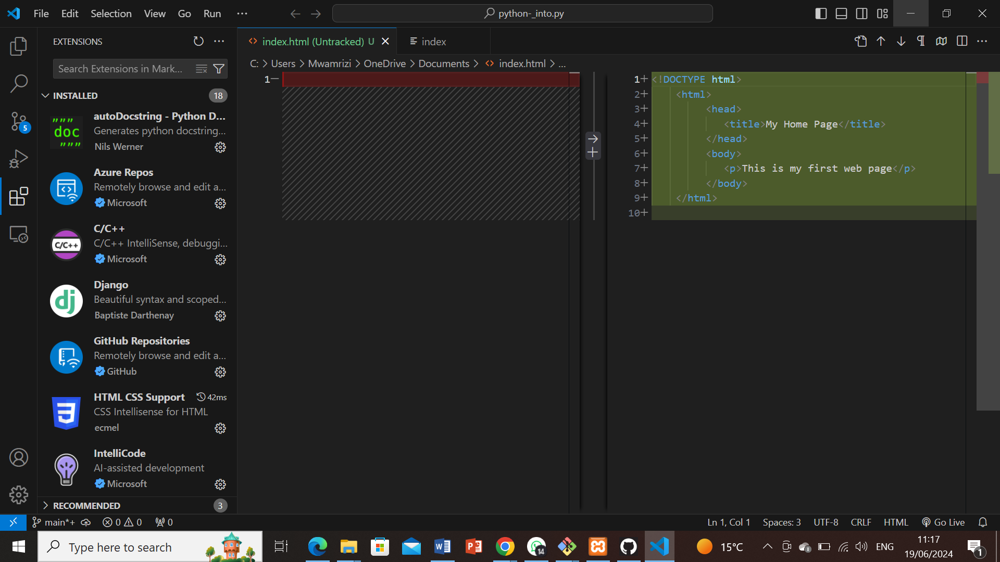 File Edit Selection View Go Run ···
python-_into.py
EXTENSIONS
index.html (Untracked) U
index
Search Extensions in Mark...
C: > Users > Mwamrizi > OneDrive > Documents > index.html > ...
INSTALLED 18
autoDocstring - Python D...
Generates python docstring...
Nils Werner
""" doc """
Azure Repos
Remotely browse and edit a...
Microsoft
C/C++
C/C++
C/C++ IntelliSense, debuggi...
Microsoft
Django
dj
Beautiful syntax and scoped...
Baptiste Darthenay
GitHub Repositories
Remotely browse and edit a...
GitHub
HTML CSS Support 42ms
3
CSS Intellisense for HTML
ecmel
IntelliCode
AI-assisted development
Microsoft
RECOMMENDED 3
5
1—
1+ <!DOCTYPE html>
2+ <html>
3+ <head>
4+ <title>My Home Page</title>
5+ </head>
6+ <body>
7+ <p>This is my first web page</p>
8+ </body>
9+ </html>
10+
main*+ 0 0 0
Ln 1, Col 1 Spaces: 3 UTF-8 CRLF HTML Go Live
Type here to search
W P 14
15°C ENG
11:17
19/06/2024
1